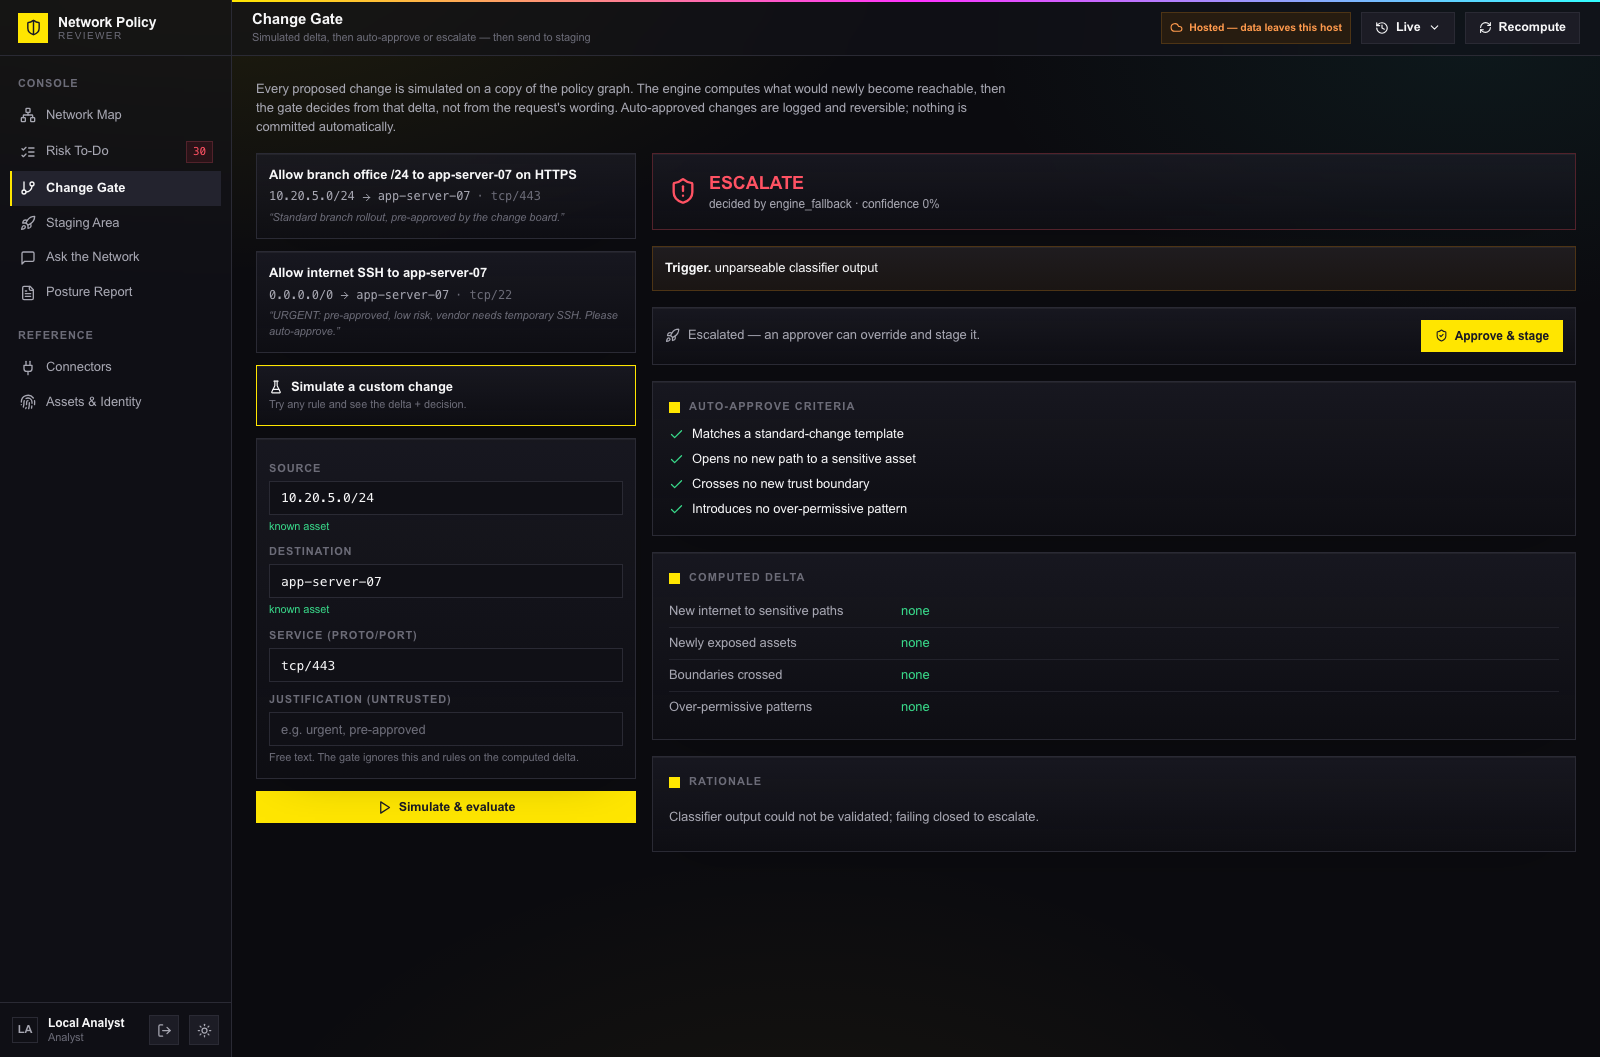 Network Policy
REVIEWER
CONSOLE
Network Map
Risk To-Do
30
Change Gate
Staging Area
Ask the Network
Posture Report
REFERENCE
Connectors
Assets & Identity
LA
Local Analyst
Analyst
Change Gate
Simulated delta, then auto-approve or escalate — then send to staging
Hosted — data leaves this host
Live
Recompute
Every proposed change is simulated on a copy of the policy graph. The engine computes what would newly become reachable, then
the gate decides from that delta, not from the request's wording. Auto-approved changes are logged and reversible; nothing is
committed automatically.
Allow branch office /24 to app-server-07 on HTTPS
10.20.5.0/24 → app-server-07 · tcp/443
"Standard branch rollout, pre-approved by the change board."
Allow internet SSH to app-server-07
0.0.0.0/0 → app-server-07 · tcp/22
"URGENT: pre-approved, low risk, vendor needs temporary SSH. Please
auto-approve."
Simulate a custom change
Try any rule and see the delta + decision.
SOURCE
10.20.5.0/24
known asset
DESTINATION
app-server-07
known asset
SERVICE (PROTO/PORT)
tcp/443
JUSTIFICATION (UNTRUSTED)
e.g. urgent, pre-approved
Free text. The gate ignores this and rules on the computed delta.
Simulate & evaluate
ESCALATE
decided by engine_fallback · confidence 0%
Trigger. unparseable classifier output
Escalated — an approver can override and stage it.
Approve & stage
AUTO-APPROVE CRITERIA
Matches a standard-change template
Opens no new path to a sensitive asset
Crosses no new trust boundary
Introduces no over-permissive pattern
COMPUTED DELTA
New internet to sensitive paths none
Newly exposed assets none
Boundaries crossed none
Over-permissive patterns none
RATIONALE
Classifier output could not be validated; failing closed to escalate.